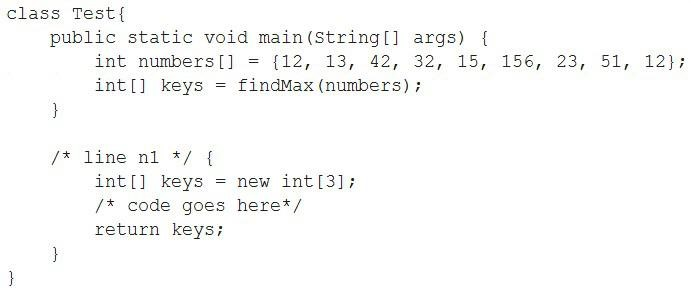 class Test{
    public static void main(String[] args) {
        int numbers[] = {12, 13, 42, 32, 15, 156, 23, 51, 12};
        int[] keys = findMax(numbers);
    }

    /* line n1 */ {
        int[] keys = new int[3];
        /* code goes here*/
        return keys;
    }
}